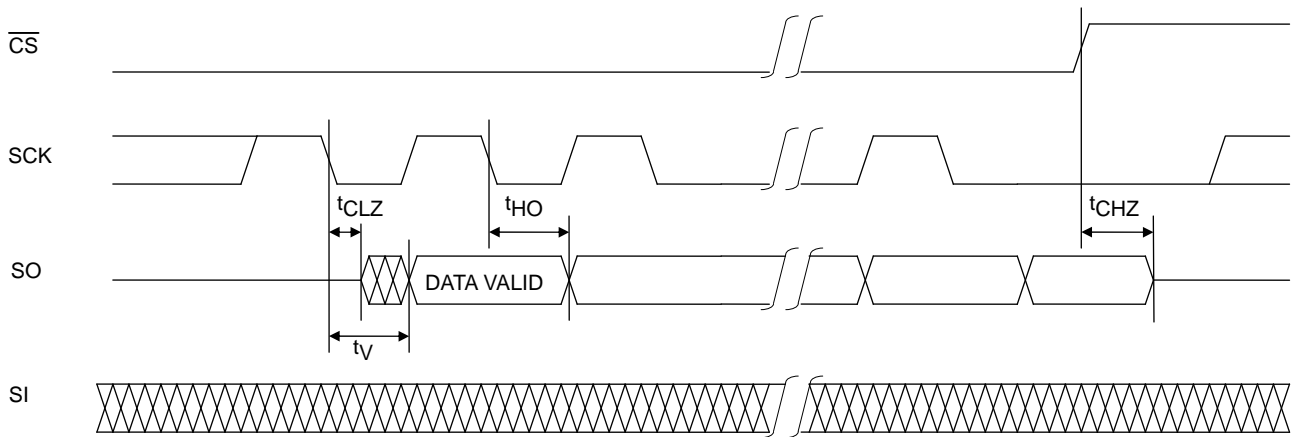 CS
SCK
tCLZ
tHO
tCHZ
SO
DATA VALID
tV
SI